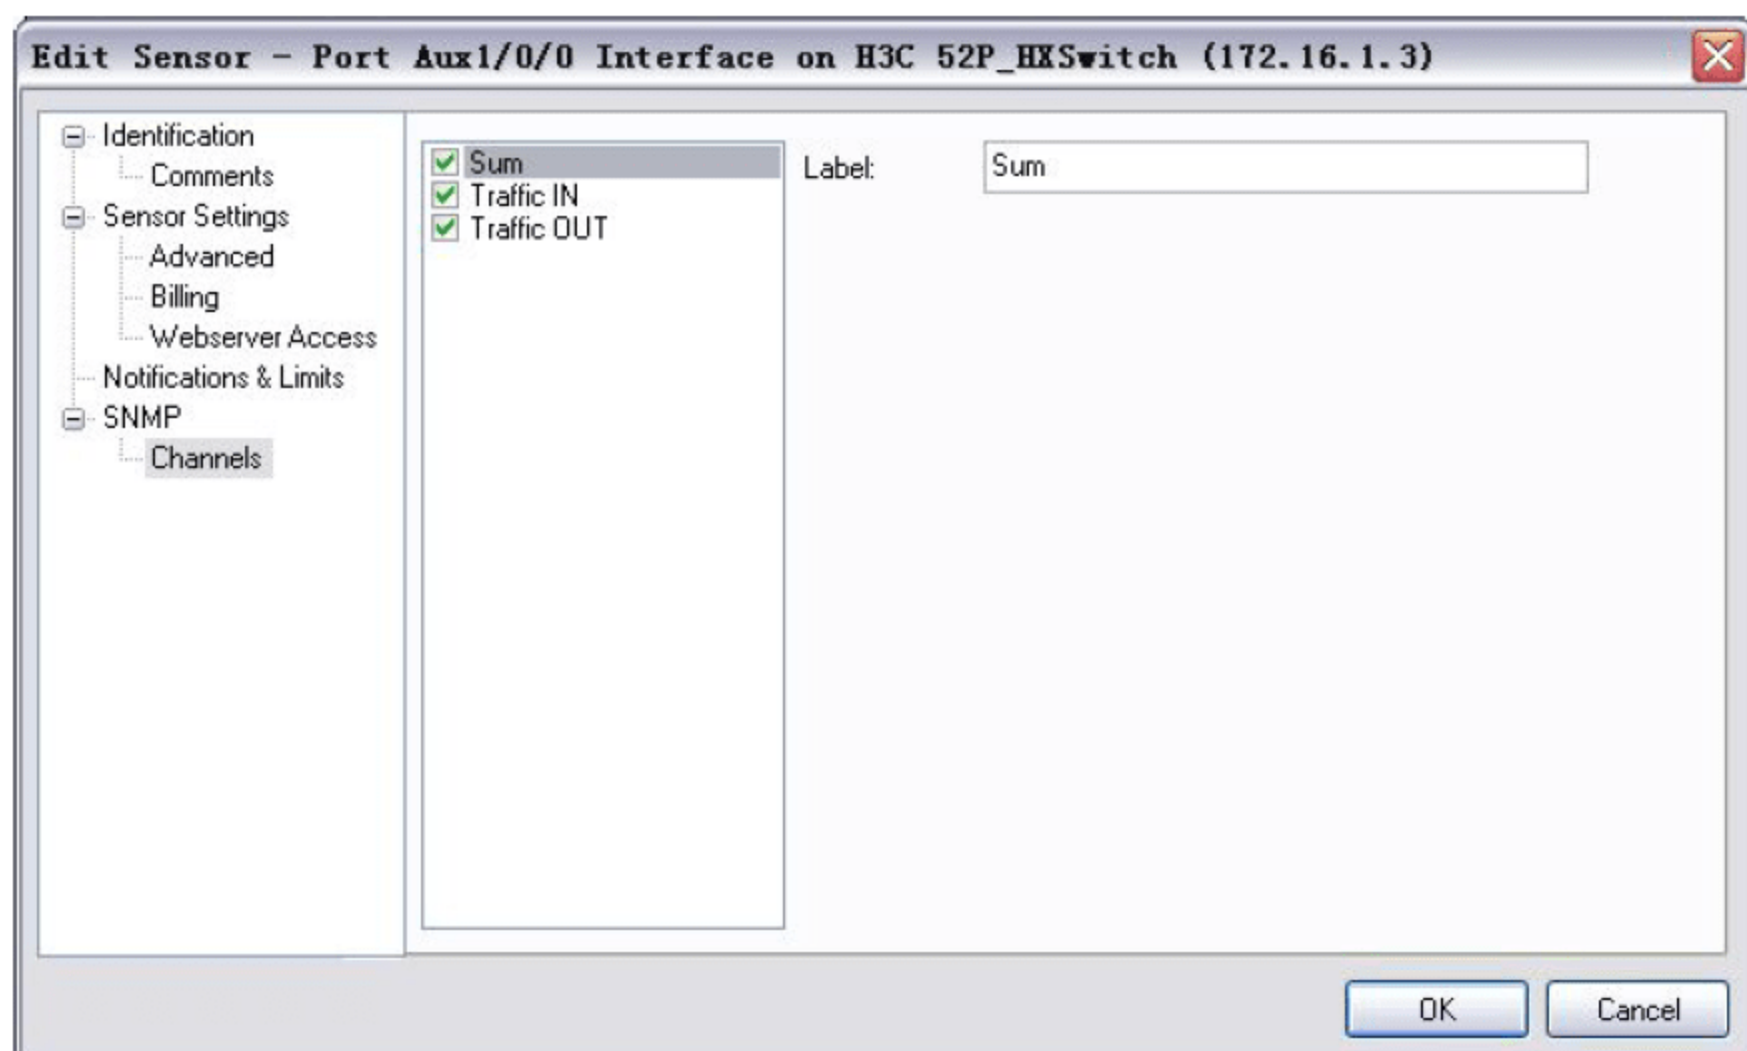 Edit Sensor - Port Aux1/0/0 Interface on H3C 52P_HXSwitch (172.16.1.3)
Identification
Comments
Sensor Settings
Advanced
Billing
Webserver Access
Notifications & Limits
SNMP
Channels
Sum
Traffic IN
Traffic OUT
Label:
Sum
OK
Cancel